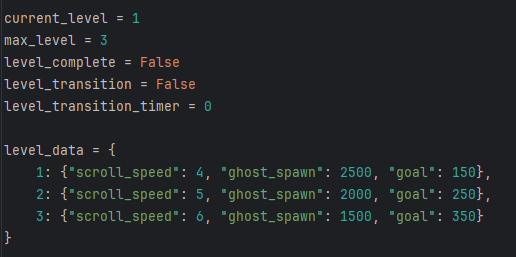 current_level = 1
max_level = 3
level_complete = False
level_transition = False
level_transition_timer = 0

level_data = {
    1: {"scroll_speed": 4, "ghost_spawn": 2500, "goal": 150},
    2: {"scroll_speed": 5, "ghost_spawn": 2000, "goal": 250},
    3: {"scroll_speed": 6, "ghost_spawn": 1500, "goal": 350}
}